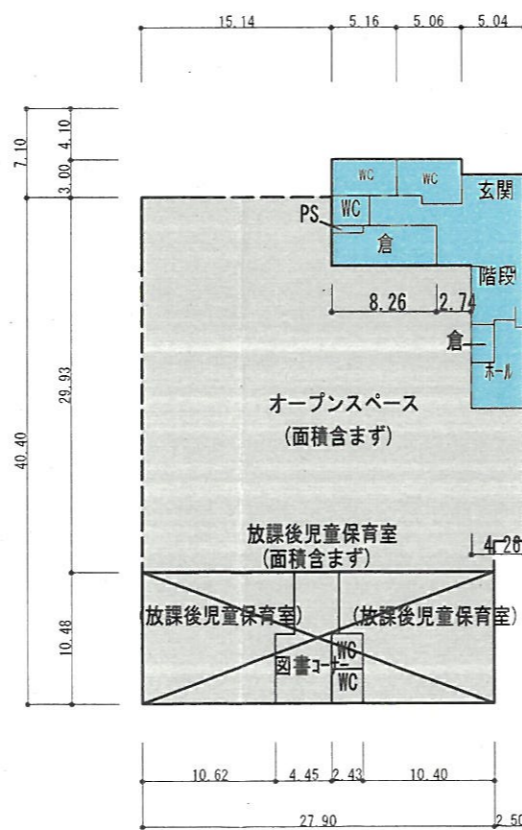 15.14 5.16 5.06 5.04
7.10
4.10
3.00
WC WC 玄関
PS WC
倉
階段
8.26 2.74
倉
ホール
29.93
40.40
オープンスペース
(面積含まず)
放課後児童保育室
(面積含まず)
4.26
10.48
(放課後児童保育室) (放課後児童保育室)
図書コーナー WC
WC
10.62 4.45 2.43 10.40
27.90 2.50